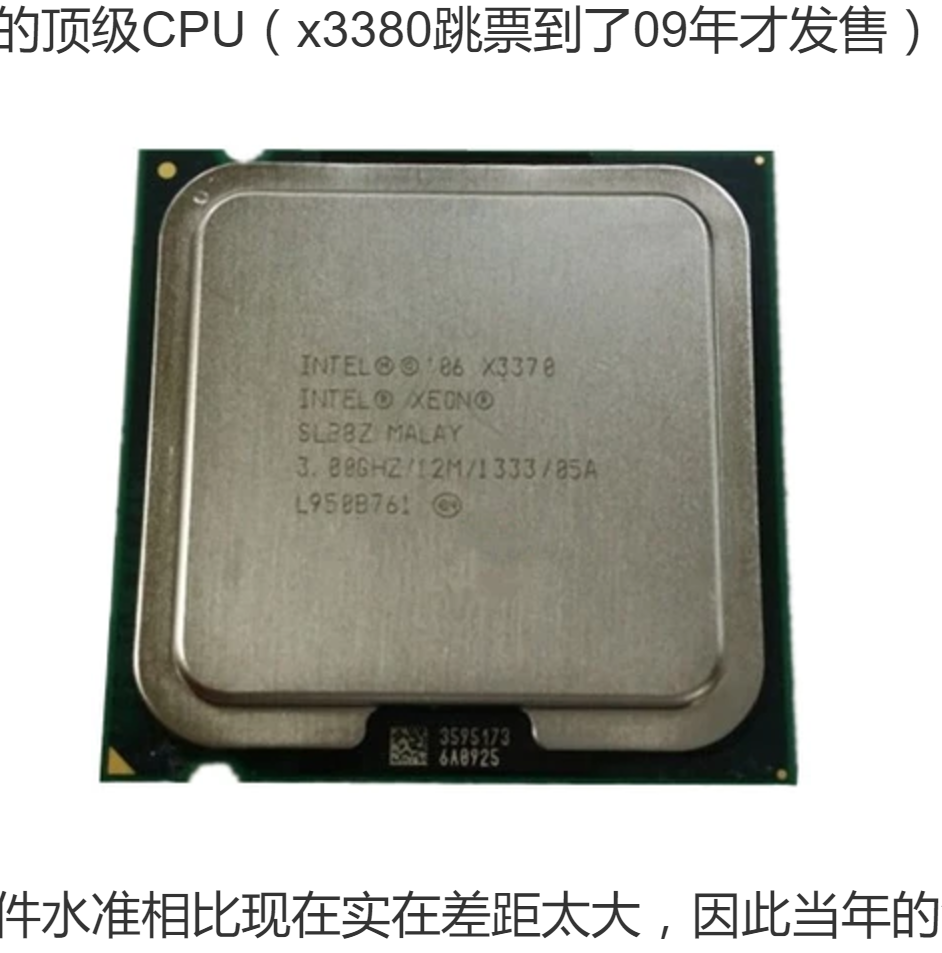 的顶级CPU（x3380跳票到了09年才发售）
INTEL®©'06 X3370
INTEL® XEON®
SLB8Z MALAY
3.00GHZ/12M/1333/05A
L950B761 e4
3595173
6A0925
件水准相比现在实在差距太大，因此当年的